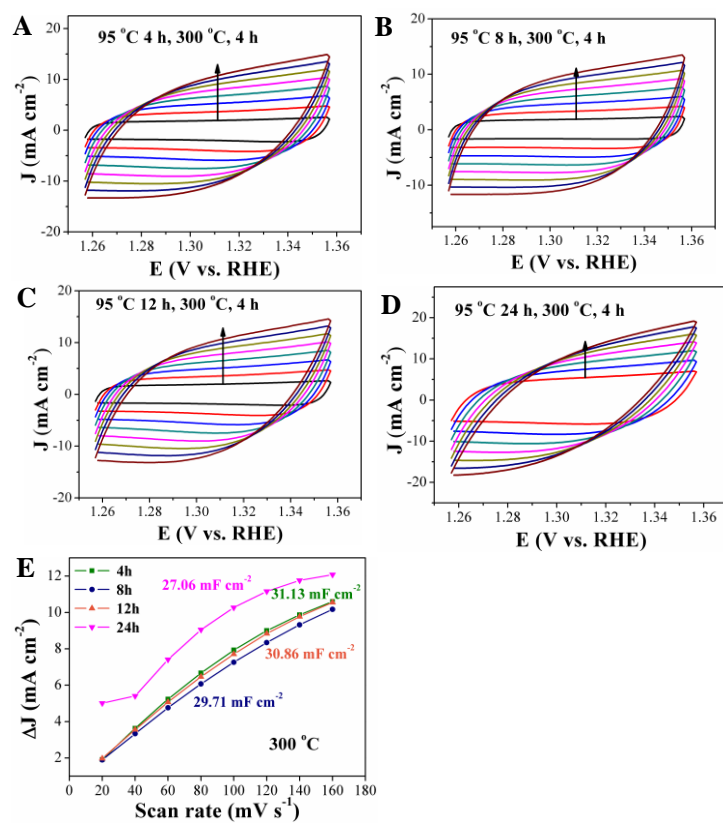 A
95 °C 4 h, 300 °C, 4 h
J (mA cm⁻²)
20
10
0
-10
-20
1.26 1.28 1.30 1.32 1.34 1.36
E (V vs. RHE)
B
95 °C 8 h, 300 °C, 4 h
J (mA cm⁻²)
20
10
0
-10
1.26 1.28 1.30 1.32 1.34 1.36
E (V vs. RHE)
C
95 °C 12 h, 300 °C, 4 h
J (mA cm⁻²)
20
10
0
-10
-20
1.26 1.28 1.30 1.32 1.34 1.36
E (V vs. RHE)
D
95 °C 24 h, 300 °C, 4 h
J (mA cm⁻²)
20
10
0
-10
-20
1.26 1.28 1.30 1.32 1.34 1.36
E (V vs. RHE)
E
4h
8h
12h
24h
27.06 mF cm⁻²
31.13 mF cm⁻²
30.86 mF cm⁻²
29.71 mF cm⁻²
300 °C
ΔJ (mA cm⁻²)
12
10
8
6
4
2
0 20 40 60 80 100 120 140 160 180
Scan rate (mV s⁻¹)